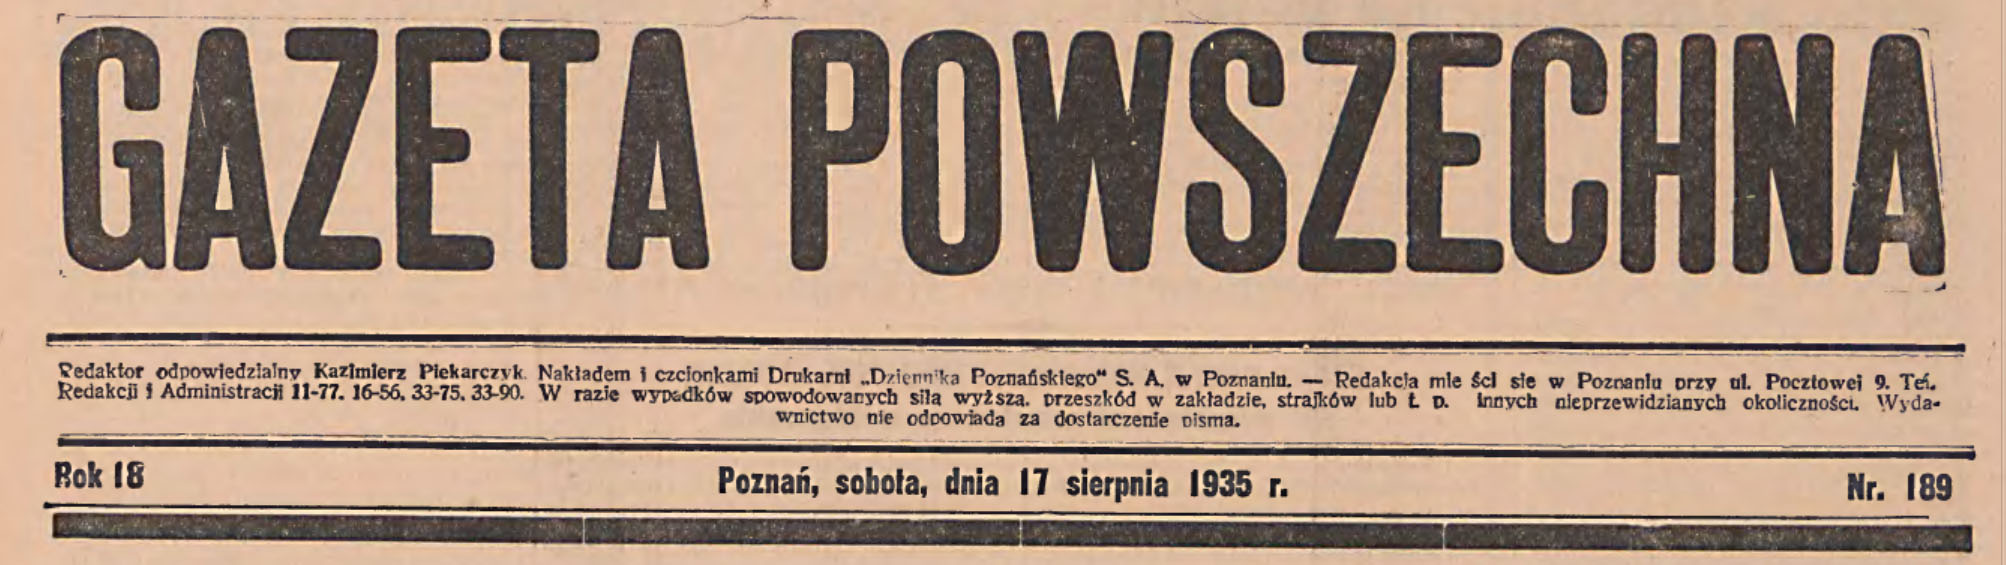 GAZETA POWSZECHNA
Redaktor odpowiedzialny Kazimierz Piekarczyk. Nakładem i czcionkami Drukarni „Dziennika Poznańskiego" S. A. w Poznaniu. — Redakcja mieści się w Poznaniu przy ul. Pocztowej 9. Tel.
Redakcji i Administracji 11-77, 16-56, 33-75, 33-90. W razie wypadków spowodowanych siłą wyższą, przeszkód w zakładzie, strajków lub t. p. innych nieprzewidzianych okoliczności, Wyda-
wnictwo nie odpowiada za dostarczenie pisma.
Rok 18
Poznań, sobota, dnia 17 sierpnia 1935 r.
Nr. 189